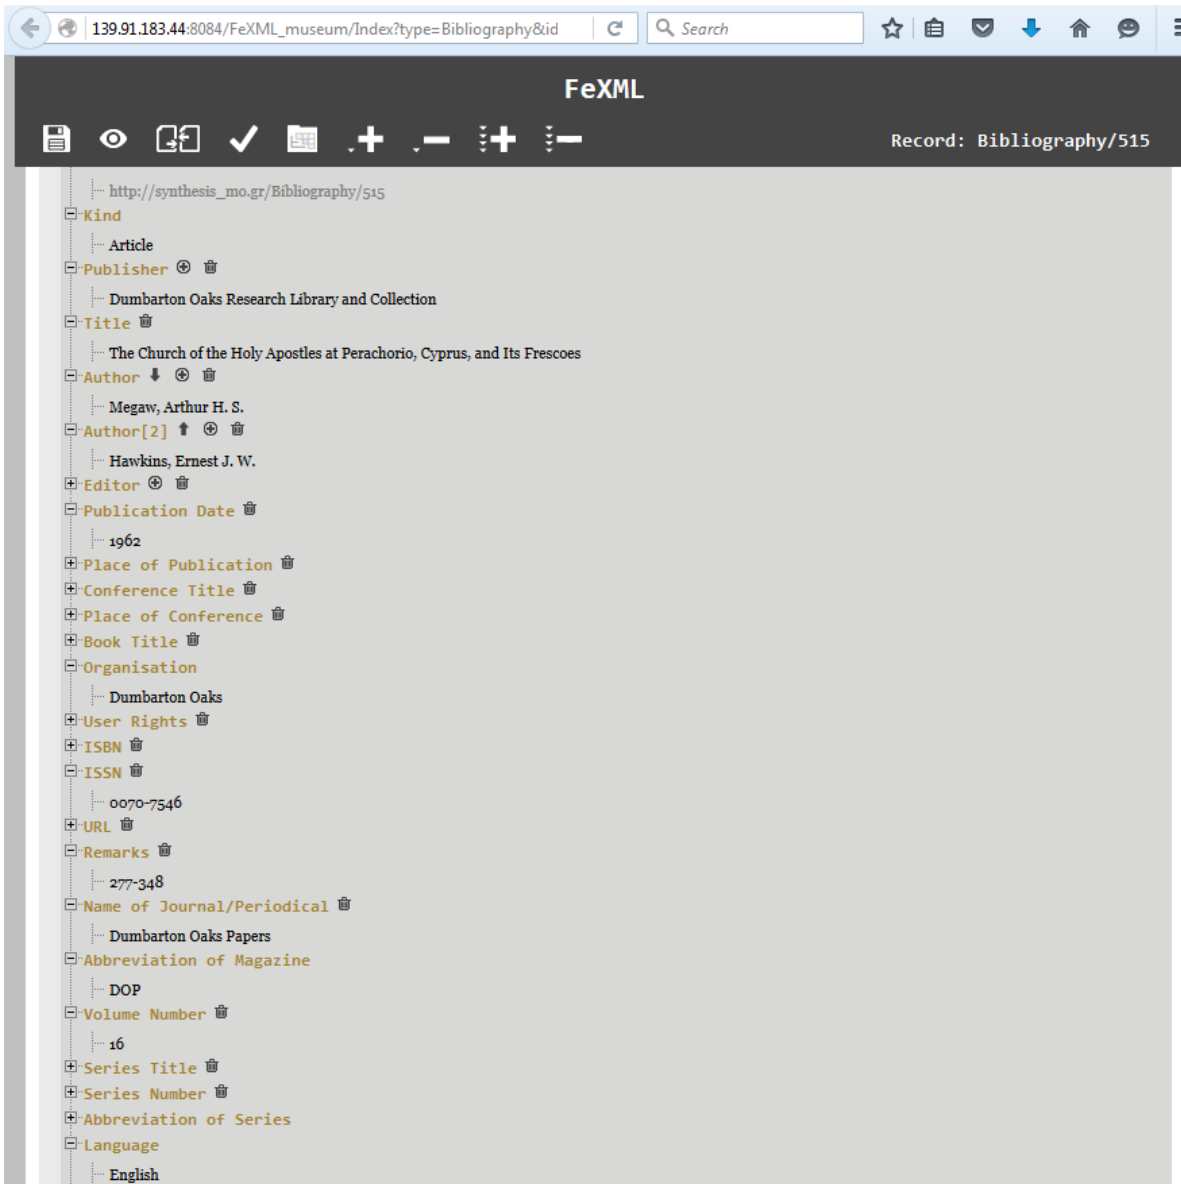 139.91.183.44:8084/FeXML_museum/Index?type=Bibliography&id
Search
FeXML
Record: Bibliography/515
http://synthesis_mo.gr/Bibliography/515
Kind
Article
Publisher
Dumbarton Oaks Research Library and Collection
Title
The Church of the Holy Apostles at Perachorio, Cyprus, and Its Frescoes
Author
Megaw, Arthur H. S.
Author[2]
Hawkins, Ernest J. W.
Editor
Publication Date
1962
Place of Publication
Conference Title
Place of Conference
Book Title
Organisation
Dumbarton Oaks
User Rights
ISBN
ISSN
0070-7546
URL
Remarks
277-348
Name of Journal/Periodical
Dumbarton Oaks Papers
Abbreviation of Magazine
DOP
Volume Number
16
Series Title
Series Number
Abbreviation of Series
Language
English